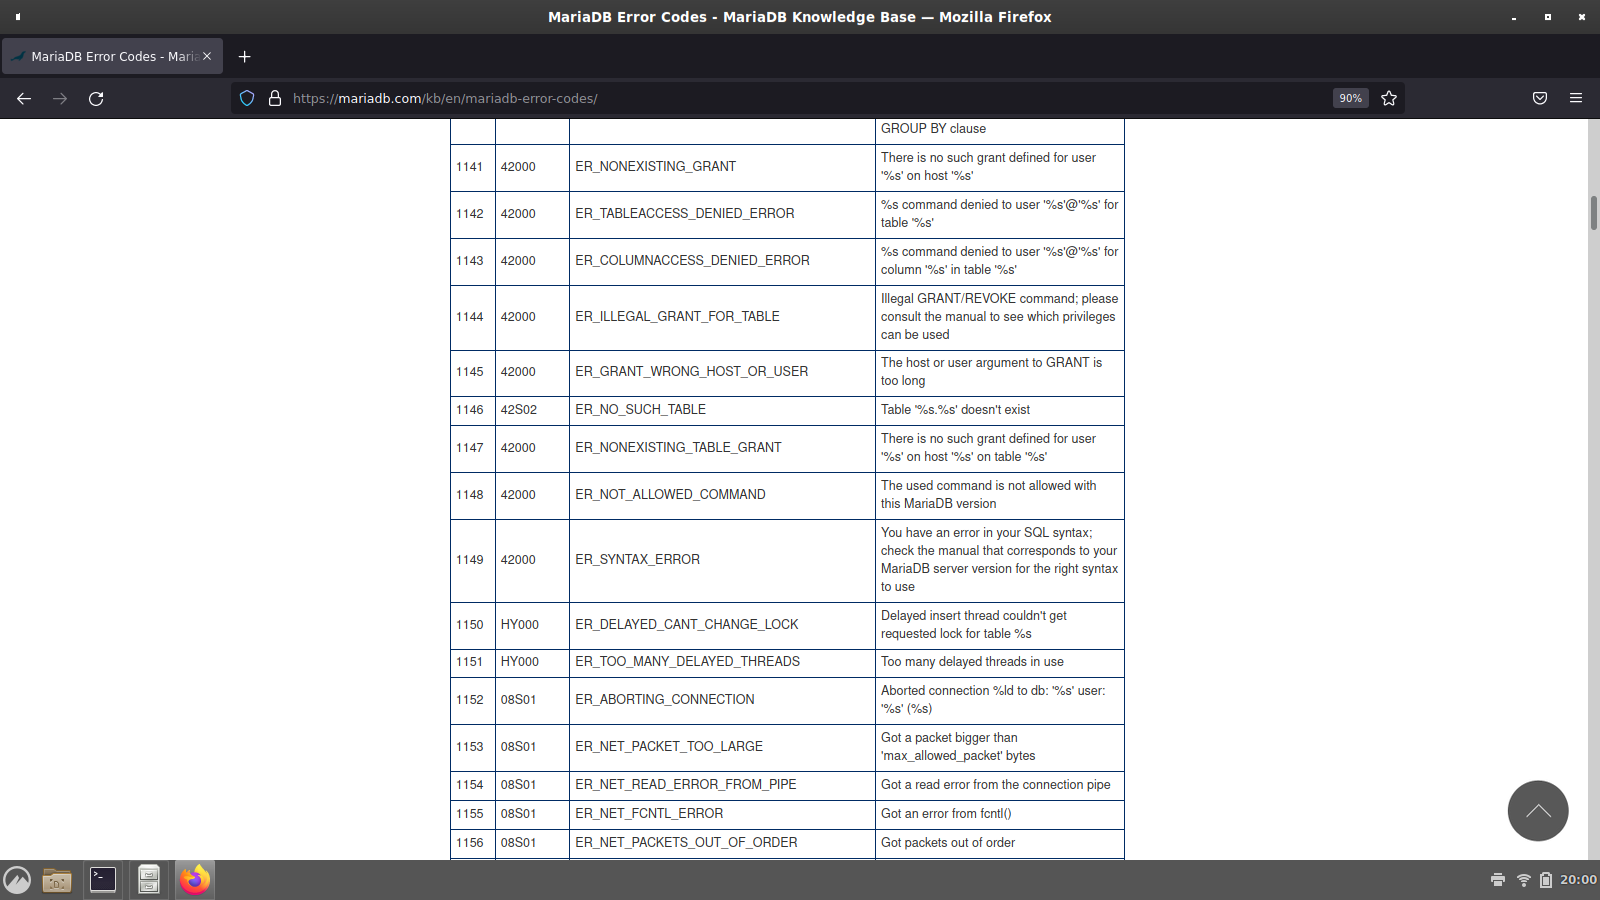 MariaDB Error Codes - MariaDB Knowledge Base — Mozilla Firefox
MariaDB Error Codes - Maria
https://mariadb.com/kb/en/mariadb-error-codes/
90%
GROUP BY clause
1141 42000 ER_NONEXISTING_GRANT There is no such grant defined for user
'%s' on host '%s'
1142 42000 ER_TABLEACCESS_DENIED_ERROR %s command denied to user '%s'@'%s' for
table '%s'
1143 42000 ER_COLUMNACCESS_DENIED_ERROR %s command denied to user '%s'@'%s' for
column '%s' in table '%s'
1144 42000 ER_ILLEGAL_GRANT_FOR_TABLE Illegal GRANT/REVOKE command; please
consult the manual to see which privileges
can be used
1145 42000 ER_GRANT_WRONG_HOST_OR_USER The host or user argument to GRANT is
too long
1146 42S02 ER_NO_SUCH_TABLE Table '%s.%s' doesn't exist
1147 42000 ER_NONEXISTING_TABLE_GRANT There is no such grant defined for user
'%s' on host '%s' on table '%s'
1148 42000 ER_NOT_ALLOWED_COMMAND The used command is not allowed with
this MariaDB version
1149 42000 ER_SYNTAX_ERROR You have an error in your SQL syntax;
check the manual that corresponds to your
MariaDB server version for the right syntax
to use
1150 HY000 ER_DELAYED_CANT_CHANGE_LOCK Delayed insert thread couldn't get
requested lock for table %s
1151 HY000 ER_TOO_MANY_DELAYED_THREADS Too many delayed threads in use
1152 08S01 ER_ABORTING_CONNECTION Aborted connection %ld to db: '%s' user:
'%s' (%s)
1153 08S01 ER_NET_PACKET_TOO_LARGE Got a packet bigger than
'max_allowed_packet' bytes
1154 08S01 ER_NET_READ_ERROR_FROM_PIPE Got a read error from the connection pipe
1155 08S01 ER_NET_FCNTL_ERROR Got an error from fcntl()
1156 08S01 ER_NET_PACKETS_OUT_OF_ORDER Got packets out of order
20:00